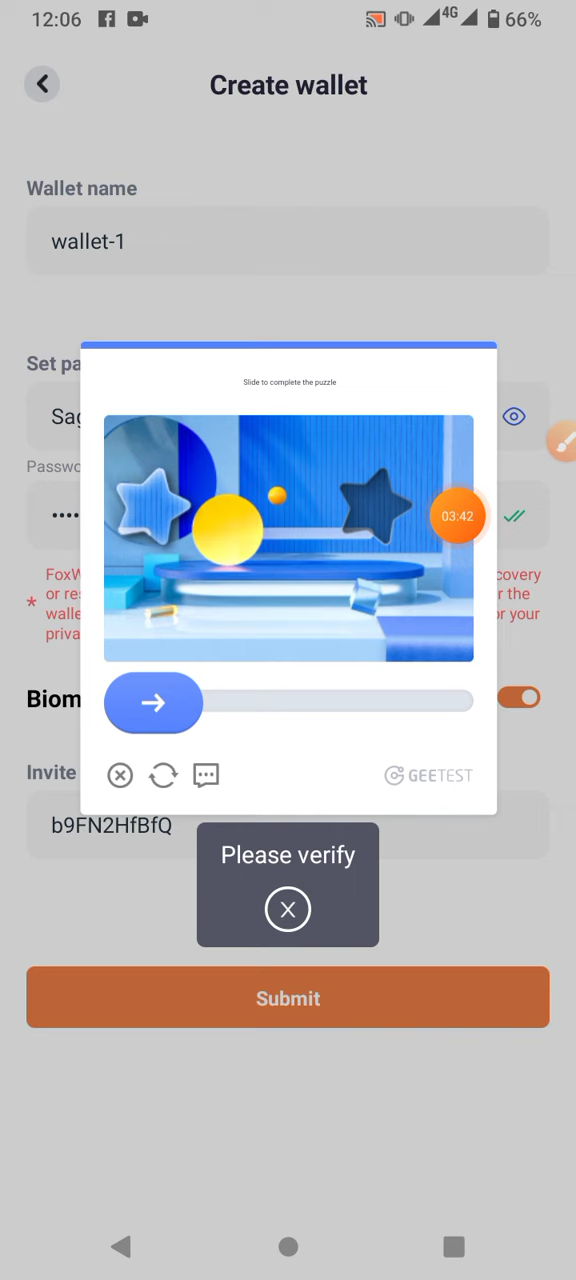 12:06
4G
66%
Create wallet
Wallet name
wallet-1
Set pa
Sag
Passwo
Slide to complete the puzzle
03:42
FoxW
covery
or res
r the
walle
or your
priva
Biom
GEETEST
Invite
b9FN2HfBfQ
Please verify
X
Submit